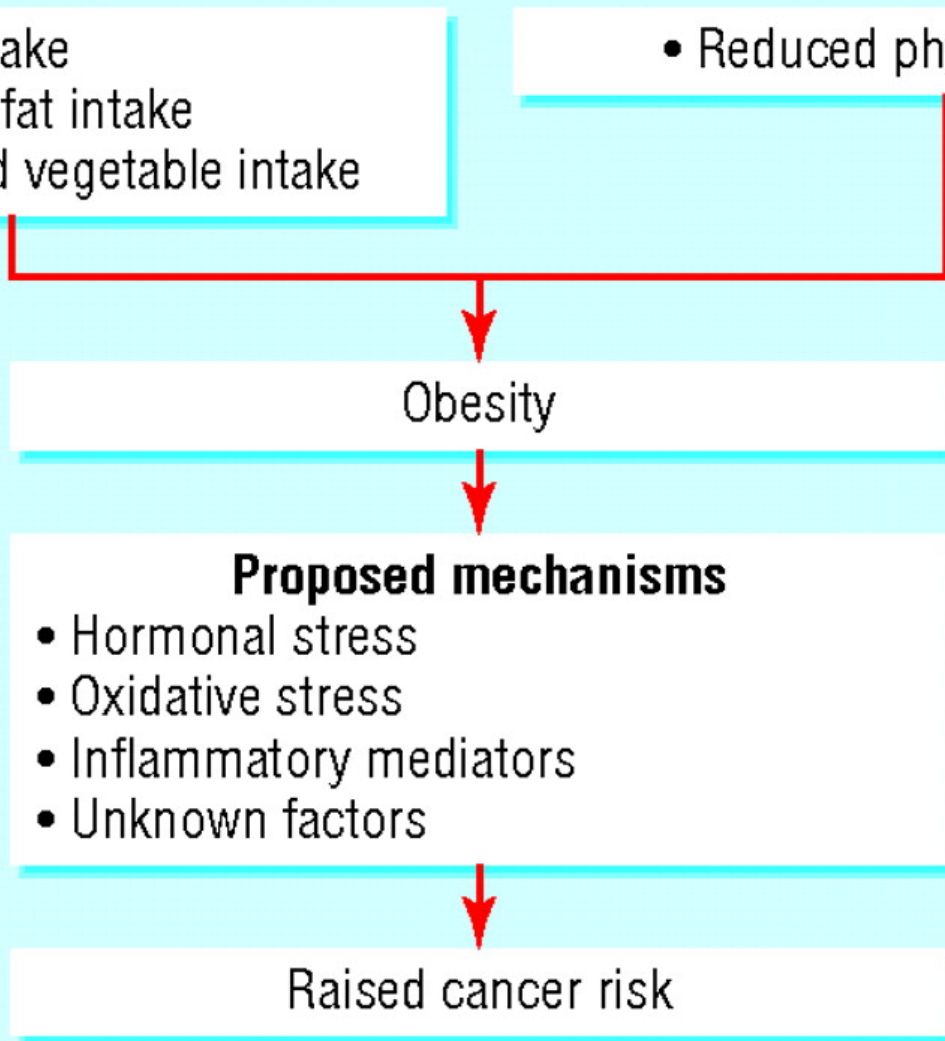 ake
fat intake
d vegetable intake
• Reduced ph
Obesity
Proposed mechanisms
• Hormonal stress
• Oxidative stress
• Inflammatory mediators
• Unknown factors
Raised cancer risk